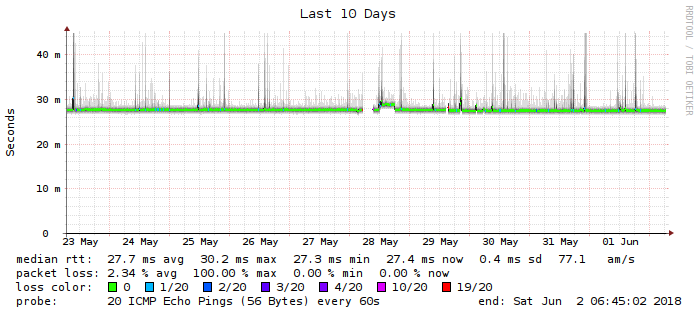 Last 10 Days
RRDTOOL / TOBI OETIKER
Seconds
40 m
30 m
20 m
10 m
0
23 May 24 May 25 May 26 May 27 May 28 May 29 May 30 May 31 May 01 Jun
median rtt: 27.7 ms avg 30.2 ms max 27.3 ms min 27.4 ms now 0.4 ms sd 77.1 am/s
packet loss: 2.34 % avg 100.00 % max 0.00 % min 0.00 % now
loss color: 0 1/20 2/20 3/20 4/20 10/20 19/20
probe: 20 ICMP Echo Pings (56 Bytes) every 60s end: Sat Jun 2 06:45:02 2018